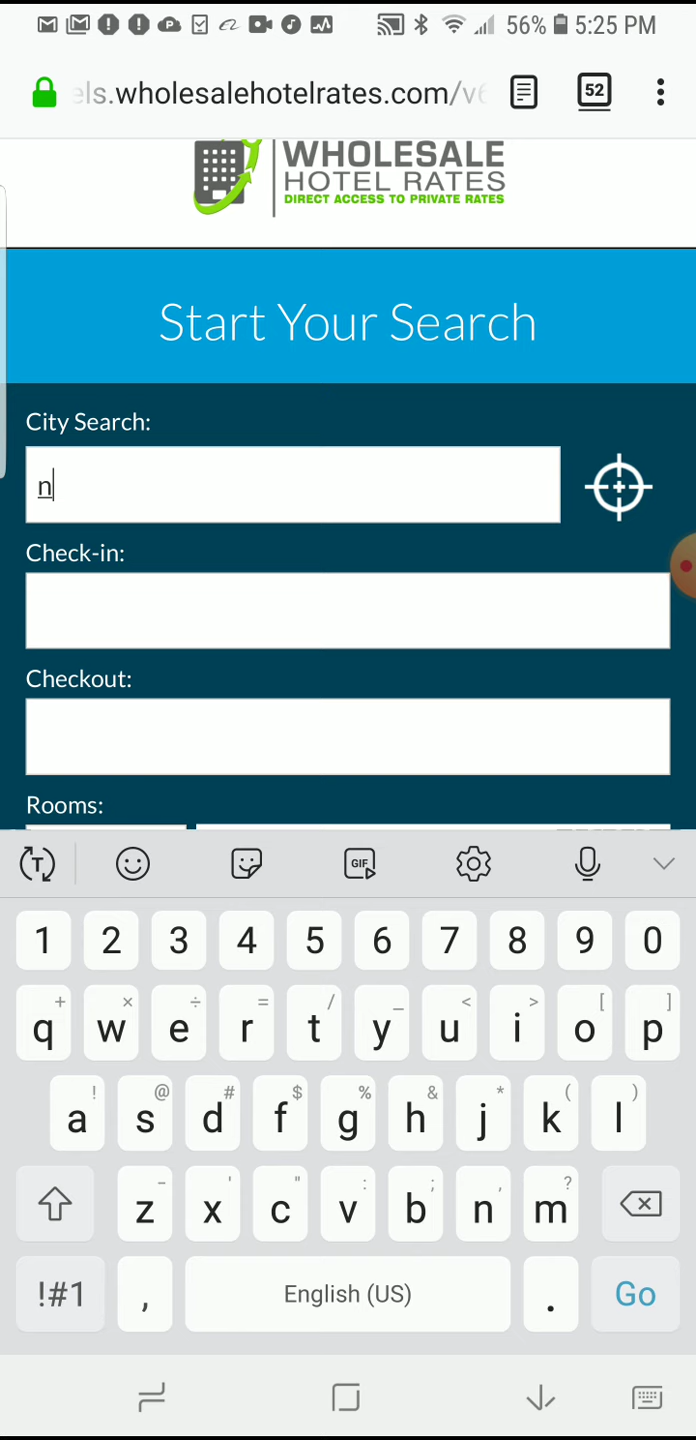 56% 5:25 PM
els.wholesalehotelrates.com/v6
52
WHOLESALE
HOTEL RATES
DIRECT ACCESS TO PRIVATE RATES
Start Your Search
City Search:
n
Check-in:
Checkout:
Rooms:
T GIF
1 2 3 4 5 6 7 8 9 0
+ × ÷ = / _ < > [ ]
q w e r t y u i o p
! @ # $ % & * ( )
a s d f g h j k l
- ' " : ; , ?
z x c v b n m
!#1 , English (US) . Go